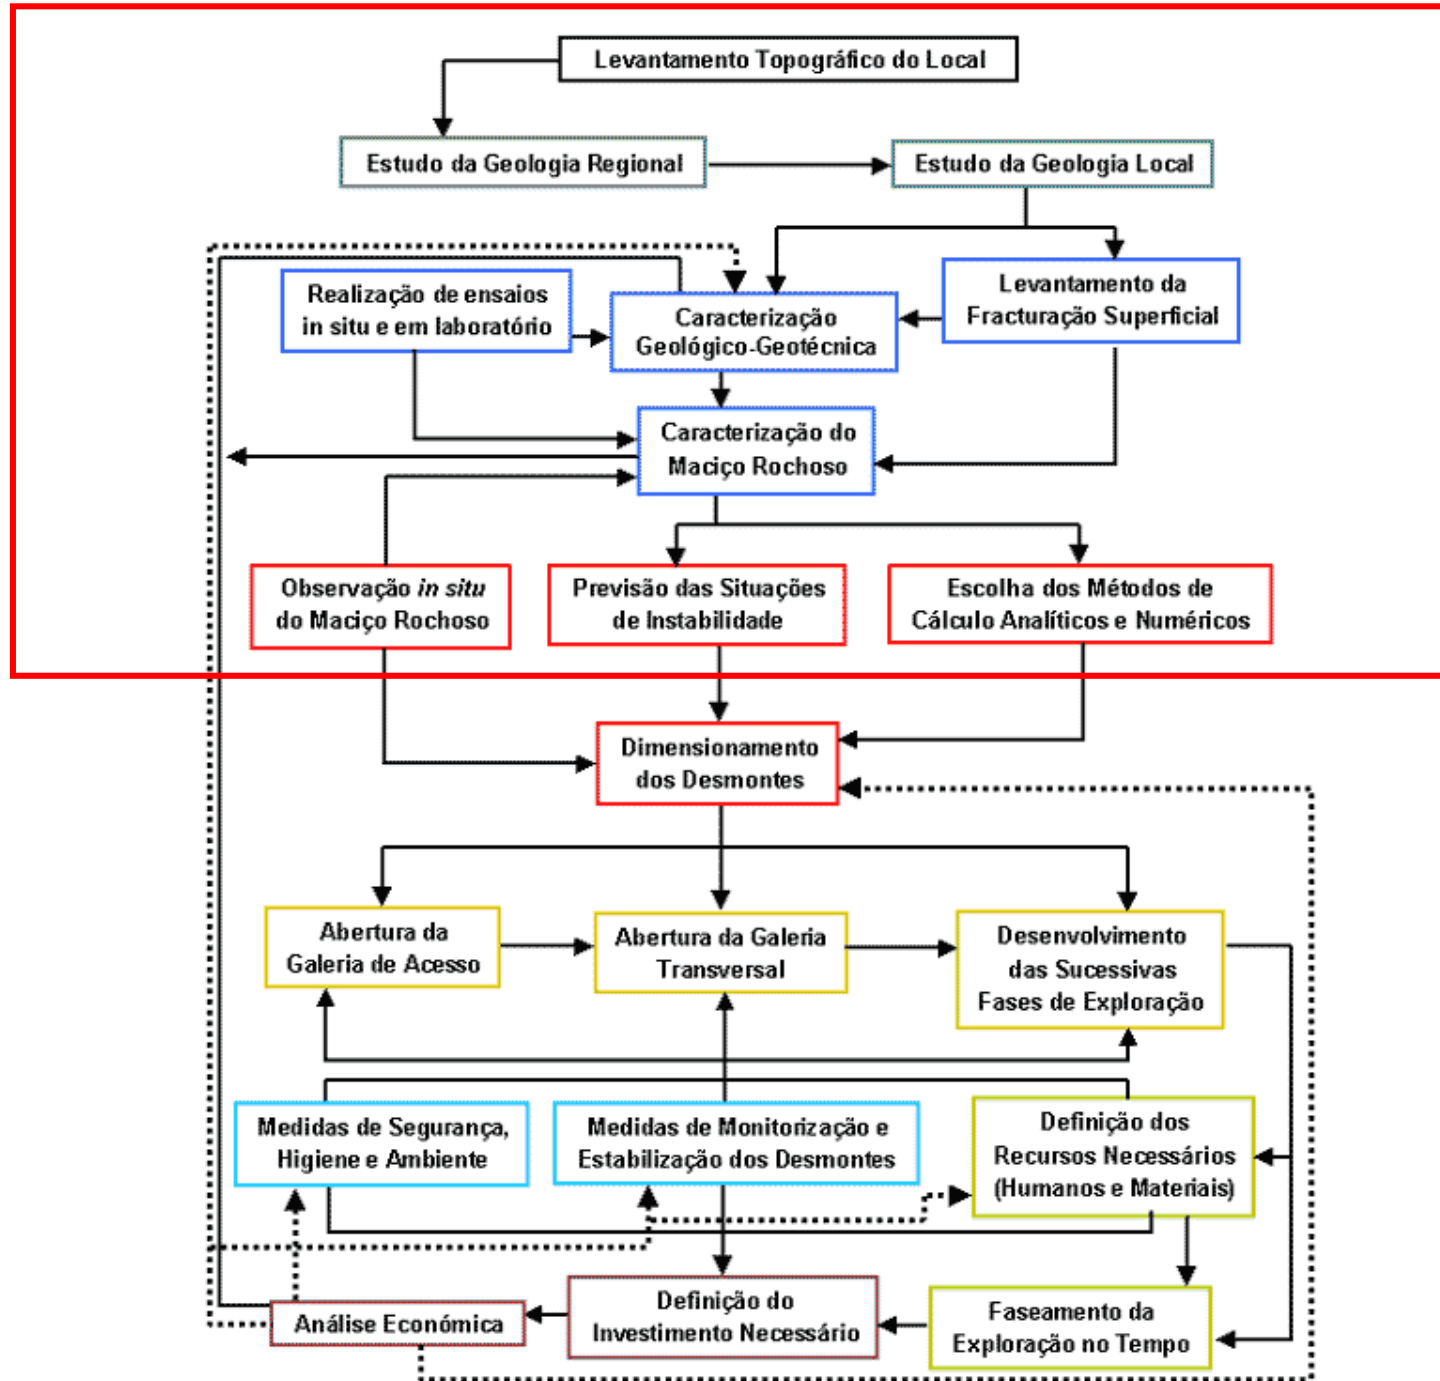 Levantamento Topográfico do Local
Estudo da Geologia Regional
Estudo da Geologia Local
Realização de ensaios
in situ e em laboratório
Caracterização
Geológico-Geotécnica
Levantamento da
Fracturação Superficial
Caracterização do
Maciço Rochoso
Observação in situ
do Maciço Rochoso
Previsão das Situações
de Instabilidade
Escolha dos Métodos de
Cálculo Analíticos e Numéricos
Dimensionamento
dos Desmontes
Abertura da
Galeria de Acesso
Abertura da Galeria
Transversal
Desenvolvimento
das Sucessivas
Fases de Exploração
Medidas de Segurança,
Higiene e Ambiente
Medidas de Monitorização e
Estabilização dos Desmontes
Definição dos
Recursos Necessários
(Humanos e Materiais)
Análise Económica
Definição do
Investimento Necessário
Faseamento da
Exploração no Tempo